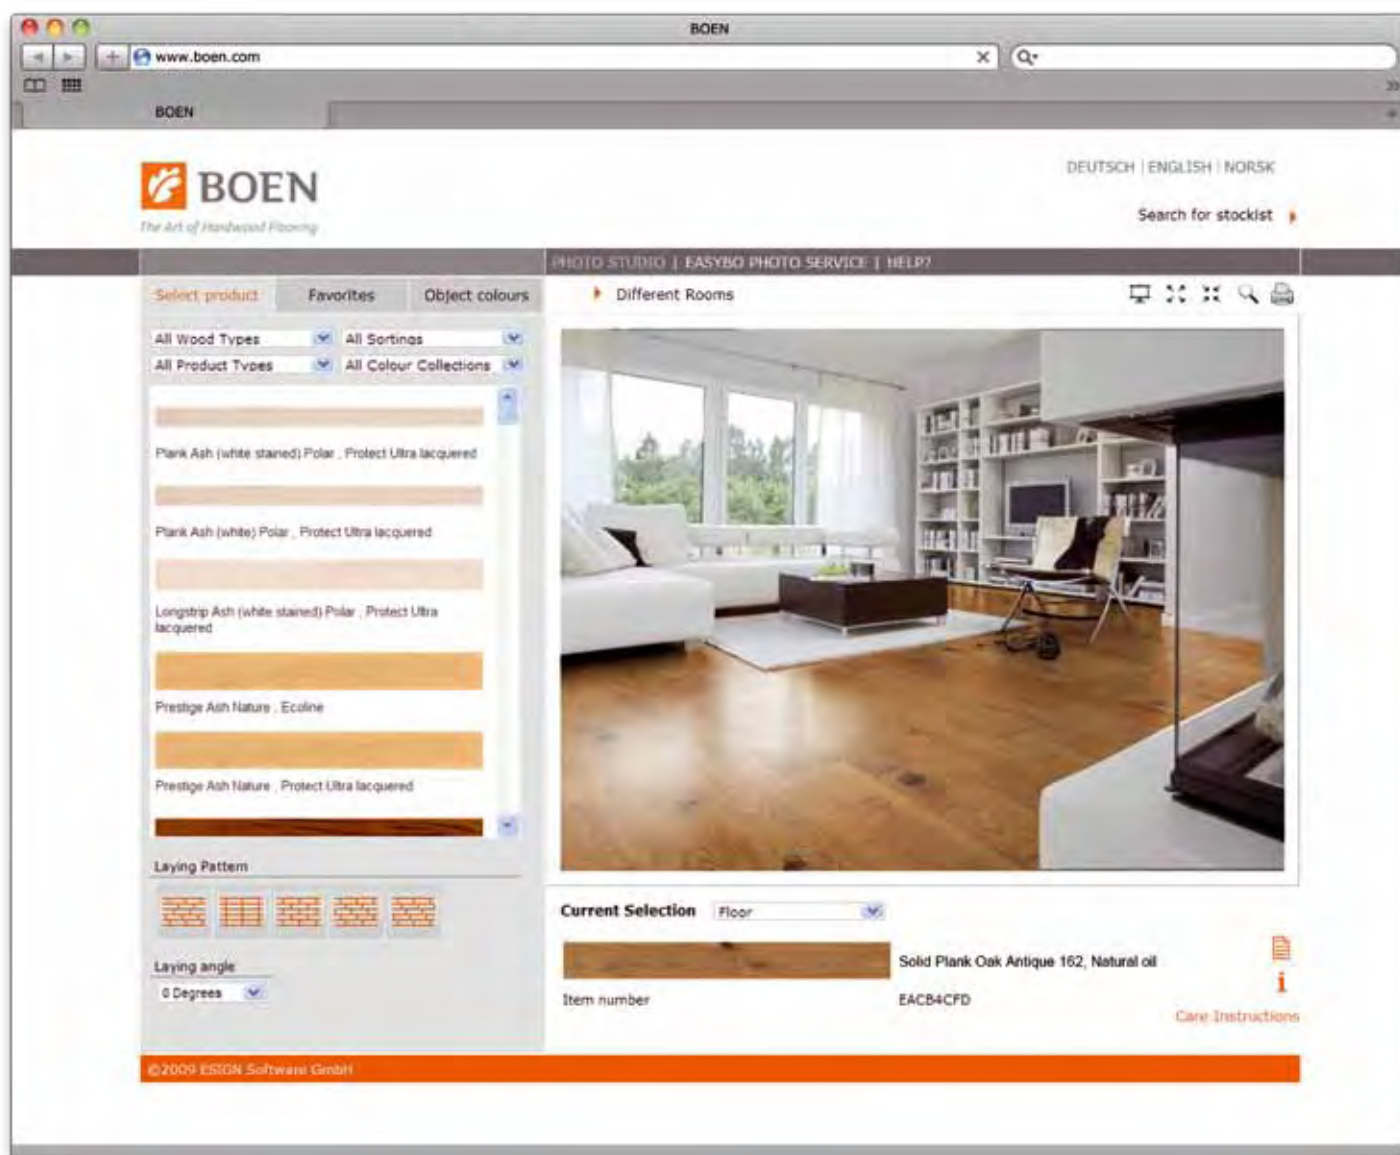 BOEN
www.boen.com
BOEN
BOEN
The Art of Hardwood Flooring
DEUTSCH | ENGLISH | NORSK
Search for stockist
PHOTO STUDIO | EASYBO PHOTO SERVICE | HELP?
Select product Favorites Object colours
Different Rooms
All Wood Types All Sortings
All Product Types All Colour Collections
Plank Ash (white stained) Polar , Protect Ultra lacquered
Plank Ash (white) Polar , Protect Ultra lacquered
Longstrip Ash (white stained) Polar , Protect Ultra
lacquered
Prestige Ash Nature , Ecoline
Prestige Ash Nature , Protect Ultra lacquered
Laying Pattern
Laying angle
0 Degrees
Current Selection Floor
Solid Plank Oak Antique 162, Natural oil
Item number EACB4CFD
Care Instructions
©2009 ESIGN Software GmbH